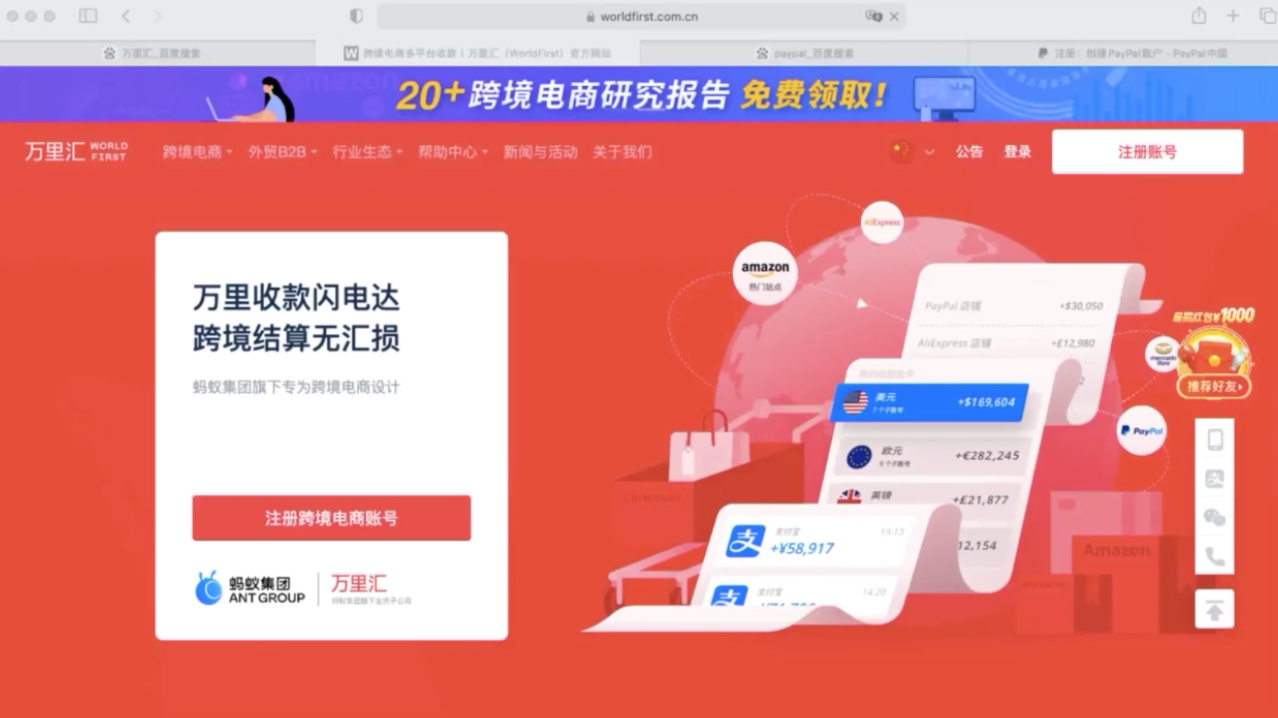 worldfirst.com.cn
万里汇_百度搜索
跨境电商多平台收款｜万里汇（WorldFirst）官方网站
paypal_百度搜索
注册：创建PayPal账户 - PayPal中国
20+跨境电商研究报告 免费领取!
万里汇 WORLD FIRST
跨境电商 外贸B2B 行业生态 帮助中心 新闻与活动 关于我们
公告 登录 注册账号
AliExpress
amazon
热门站点
万里收款闪电达
跨境结算无汇损
蚂蚁集团旗下专为跨境电商设计
注册跨境电商账号
蚂蚁集团
ANT GROUP
万里汇
蚂蚁集团旗下全资子公司
PayPal 店铺 +$30,050
AliExpress 店铺 +£12,980
美元
7 个子账号
+$169,604
欧元
+€282,245
英镑
+£21,877
12,154
支付宝 15:13
+¥58,917
支付宝 14:20
最高红包¥1000
推荐好友
mercado libre
PayPal
Discount
Amazon